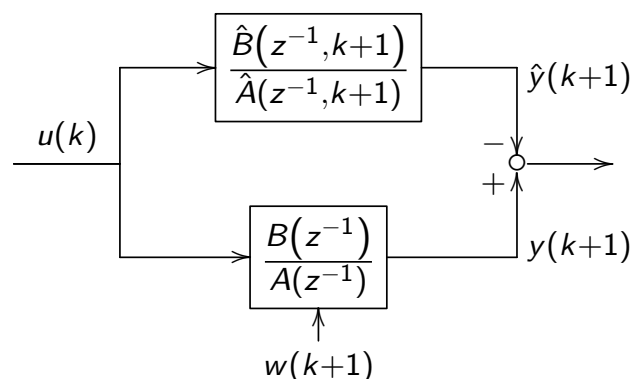 B̂(z⁻¹, k+1)
Â(z⁻¹, k+1)
ŷ(k+1)
u(k)
−
+
B(z⁻¹)
A(z⁻¹)
y(k+1)
w(k+1)